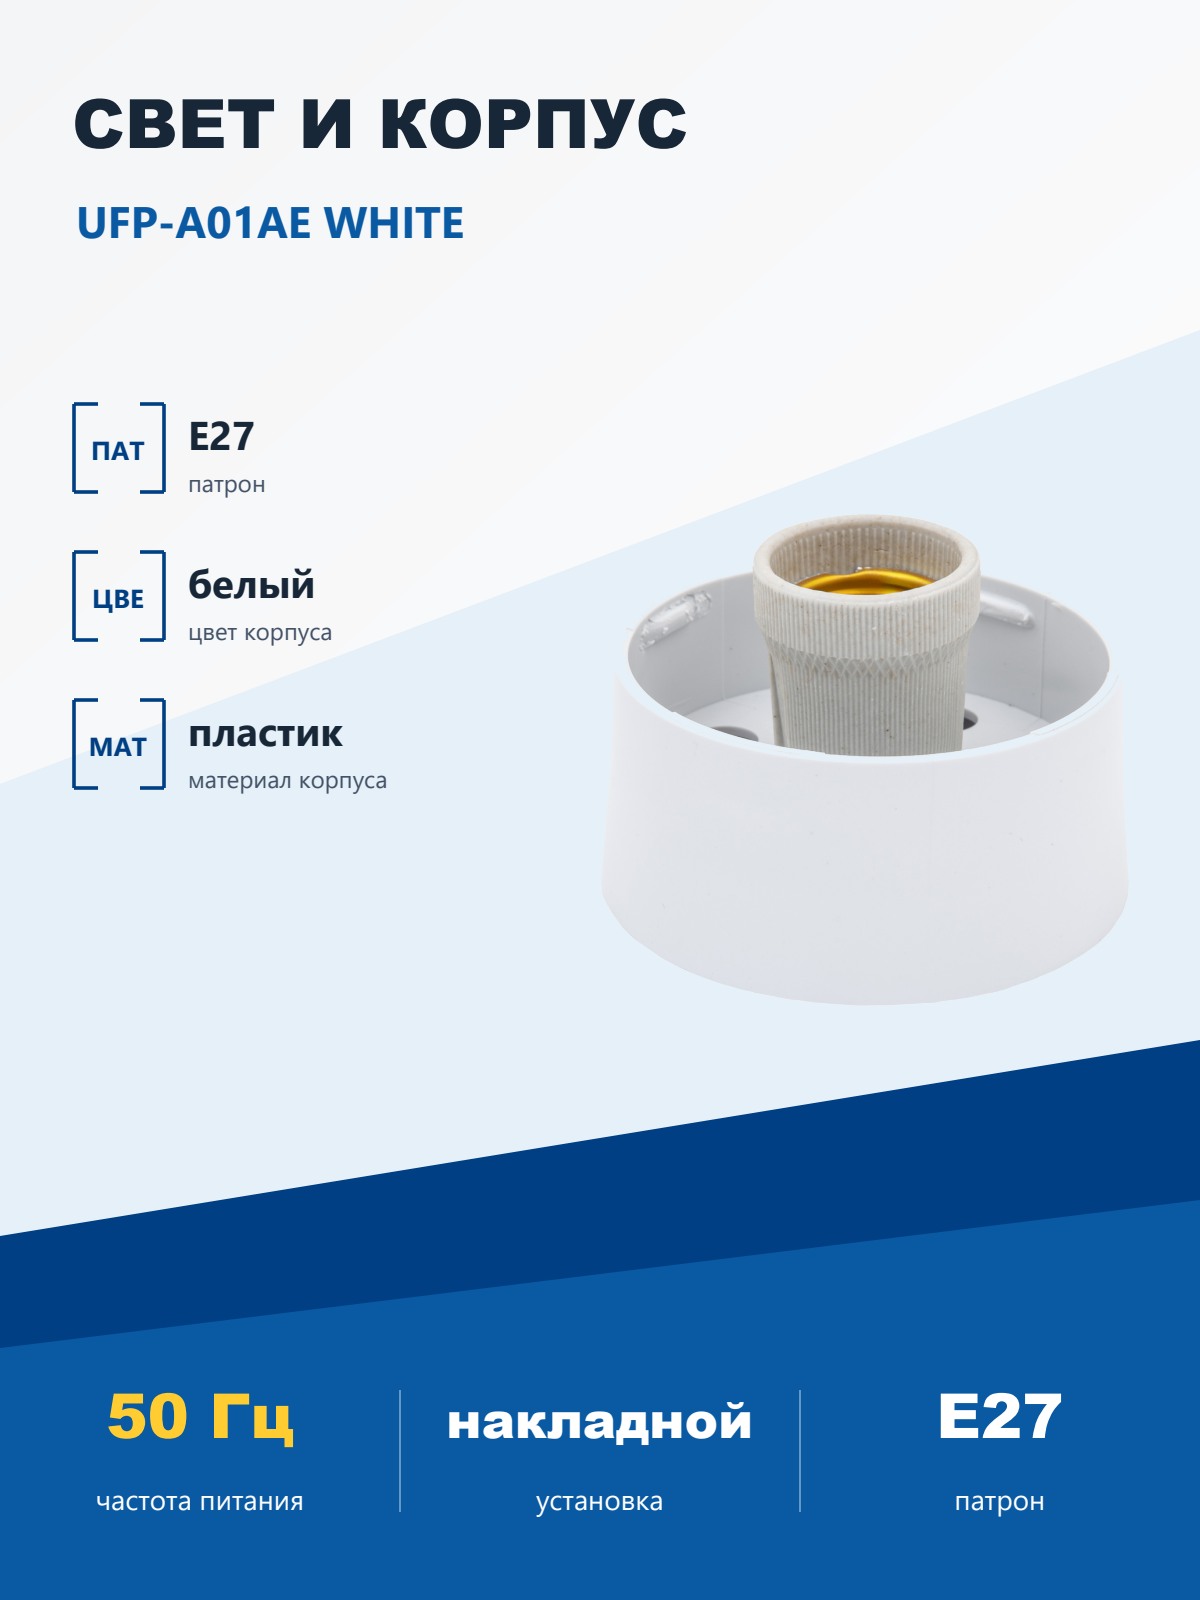 СВЕТ И КОРПУС
UFP-A01AE WHITE
ПАТ
E27
патрон
ЦВЕ
белый
цвет корпуса
МАТ
пластик
материал корпуса
50 Гц
частота питания
накладной
установка
E27
патрон